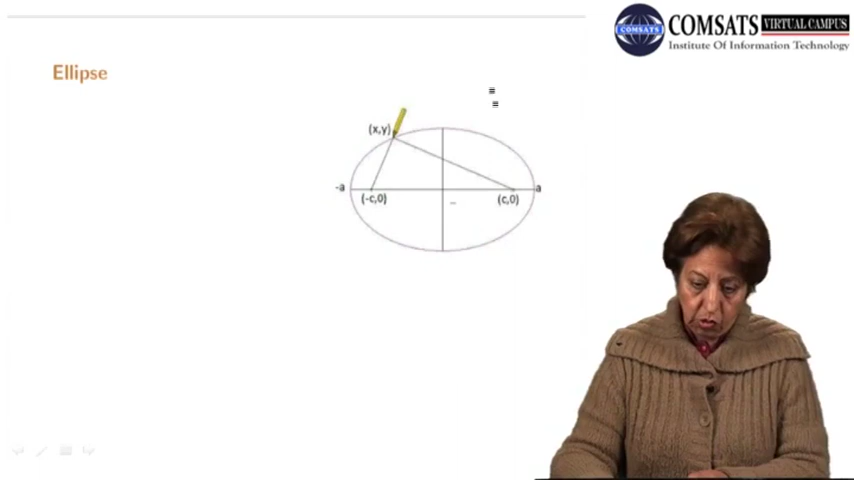 COMSATS VIRTUAL CAMPUS
COMSATS
Institute Of Information Technology
Ellipse
(x,y)
-a
a
(-c,0)
(c,0)